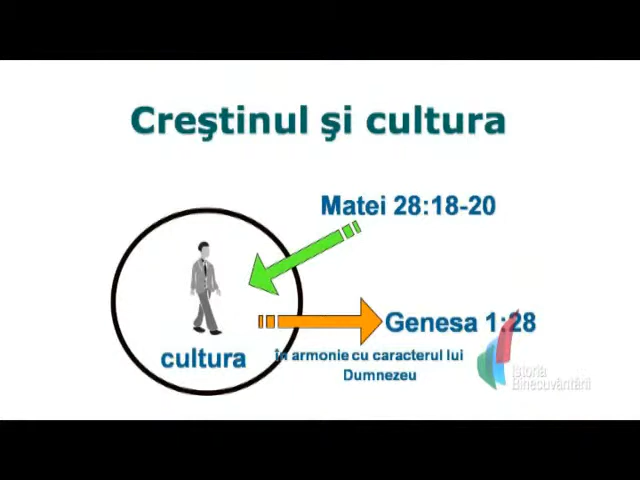 Creştinul şi cultura
Matei 28:18-20
Genesa 1:28
cultura
în armonie cu caracterul lui
Dumnezeu
Istoria
Binecuvântării